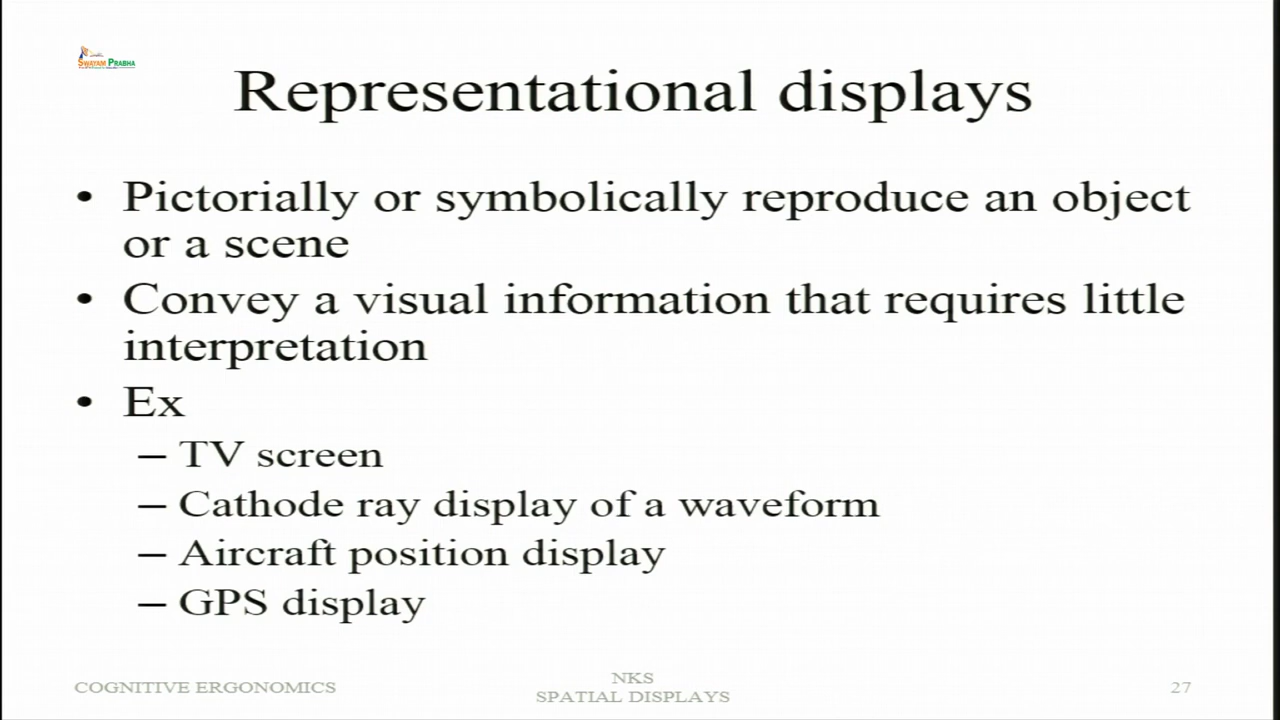 SWAYAM PRABHA
Representational displays
• Pictorially or symbolically reproduce an object
or a scene
• Convey a visual information that requires little
interpretation
• Ex
– TV screen
– Cathode ray display of a waveform
– Aircraft position display
– GPS display
COGNITIVE ERGONOMICS
NKS
SPATIAL DISPLAYS
27